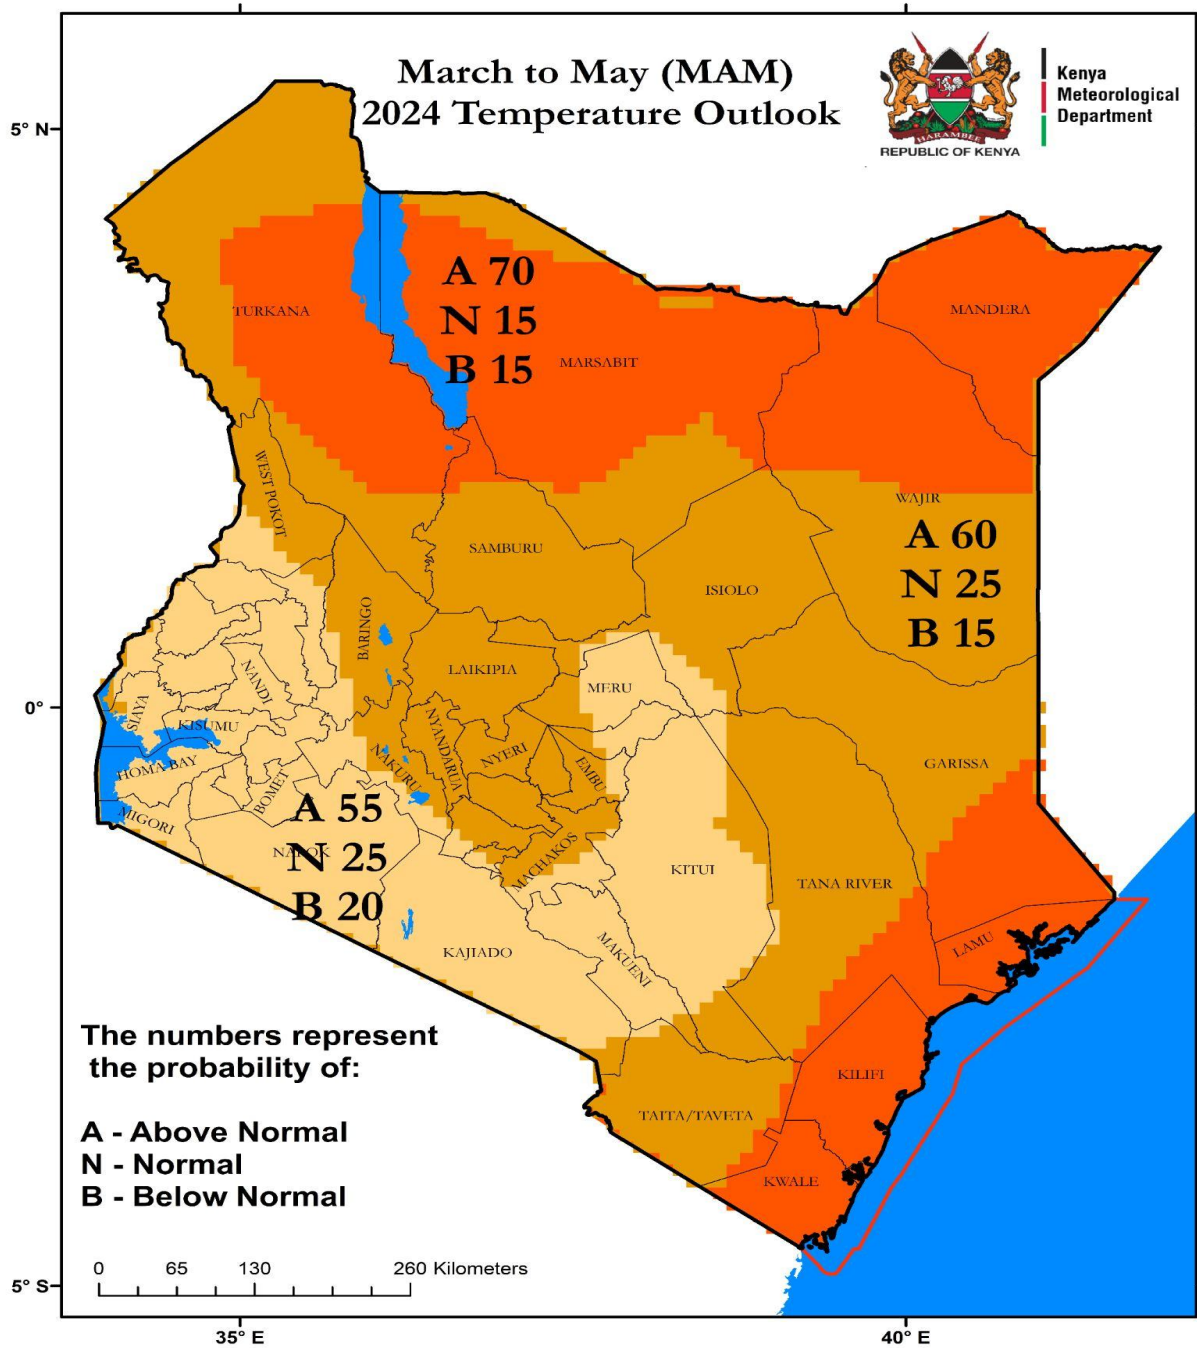 March to May (MAM)
2024 Temperature Outlook
HARAMBEE
REPUBLIC OF KENYA
Kenya
Meteorological
Department
5° N
0°
5° S
35° E
40° E
A 70
N 15
B 15
TURKANA
MARSABIT
MANDERA
WEST POKOT
SAMBURU
WAJIR
A 60
N 25
B 15
ISIOLO
BARINGO
LAIKIPIA
MERU
NANDI
SIAYA
KISUMU
HOMA BAY
NYANDARUA
NYERI
EMBU
NAKURU
BOMET
MIGORI
GARISSA
A 55
N 25
B 20
NAROK
MACHAKOS
KITUI
TANA RIVER
KAJIADO
MAKUENI
LAMU
KILIFI
TAITA/TAVETA
KWALE
The numbers represent
the probability of:
A - Above Normal
N - Normal
B - Below Normal
0 65 130 260 Kilometers